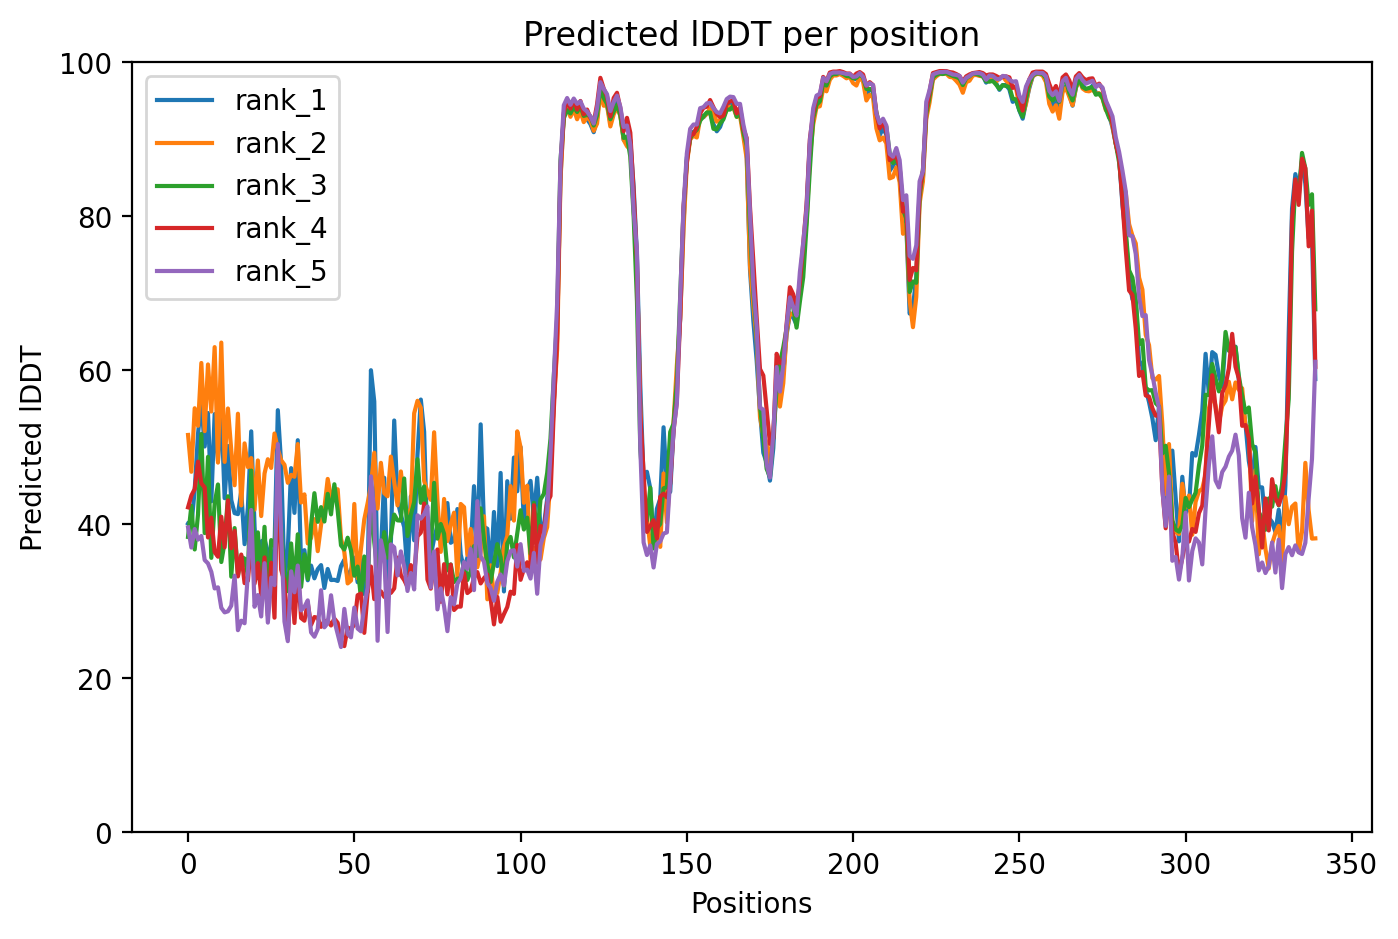 Predicted lDDT per position
100
80
60
40
20
0
Predicted lDDT
rank_1
rank_2
rank_3
rank_4
rank_5
0 50 100 150 200 250 300 350
Positions